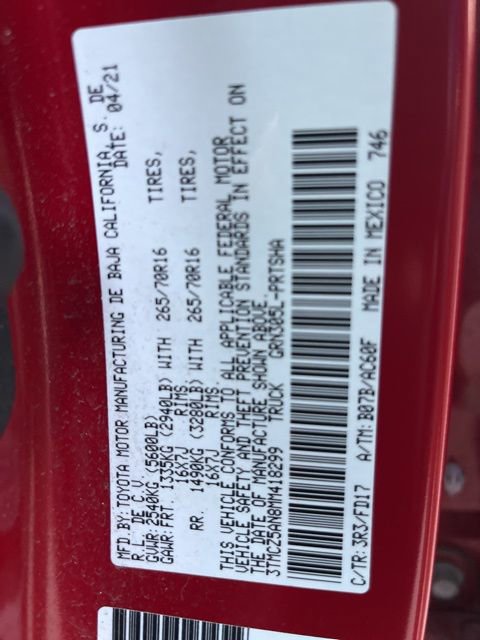 MFD.BY: TOYOTA MOTOR MANUFACTURING DE BAJA CALIFORNIA S. DE
R.L. DE C.V. DATE: 04/21
GVWR: 2540KG (5600LB)
GAWR: FRT. 1335KG (2940LB) WITH 265/70R16 TIRES,
16X7J RIMS
RR. 1490KG (3280LB) WITH 265/70R16 TIRES,
16X7J RIMS
THIS VEHICLE CONFORMS TO ALL APPLICABLE FEDERAL MOTOR
VEHICLE SAFETY AND THEFT PREVENTION STANDARDS IN EFFECT ON
THE DATE OF MANUFACTURE SHOWN ABOVE.
3TMCZ5AN8MM418299 TRUCK GRN305L-PRTSHA
C/TR: 3R3/FD17 A/TM: B07B/AC60F MADE IN MEXICO 746